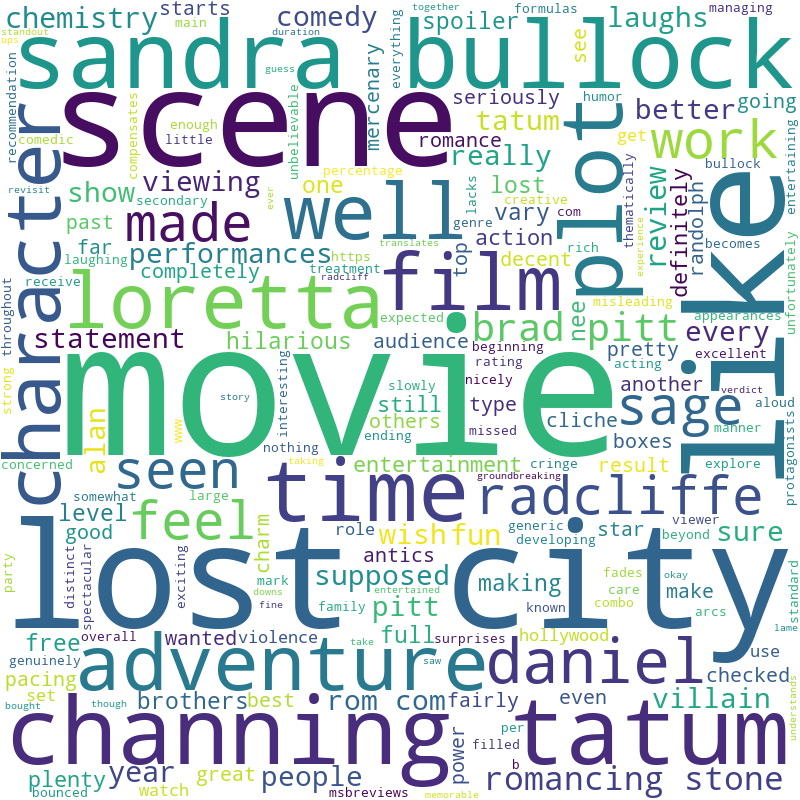 chemistry
starts
comedy
spoiler
laughs
together
formulas
managing
standout
ups
duration
sandra bullock
everything
see
main
type
guess
recommendation
comedic
compensates
scene
enough
little
unbelievable
mercenary
seriously
tatum
romance
really
percentage
humor
better
going
get
work
bullock
entertaining
revisit
character
show
viewing
secondary
past
made
ever
one
well
lost
lacks
creative
genre
vary
com
plot
rich
review
thematically
definitely
randolph
becomes
like
unfortunately
far
performances
laughing
completely
https
translates
treatment
radcliff
top
action
decent
nee
misleading
appearances
throughout
receive
loretta
film
expected
brad pitt
every
statement
hilarious
audience
beginning
rating
nicely
pretty
acting
excellent
strong
movie
slowly
story
interesting
another
verdict
alan
others
still
type
missed
cliche
sage
manner
aloud
protagonists
concerned
seen
nothing
ending
entertainment
cringe
boxes
taking
www
groundbreaking
result
explore
somewhat
large
time
radcliffe
level
feel
good
charm
role
wish
fun
generic
developing
star
viewer
beyond
sure
lost city
distinct
spectacular
exciting
mark
downs
fine
antics
supposed
making
make
okay
fades
care
combo
arcs
standard
lame
party
family
entertained
pitt
known
hollywood
free
overall
wanted
violence
full
surprises
genuinely
adventure
take
saw
daniel
use
checked
pacing
set
brothers
best
rom com
fairly
even
villain
understands
bought
though
channing tatum
power
per
filled
b
plenty
bounced
year
watch
great
people
msbreviews
memorable
romancing stone